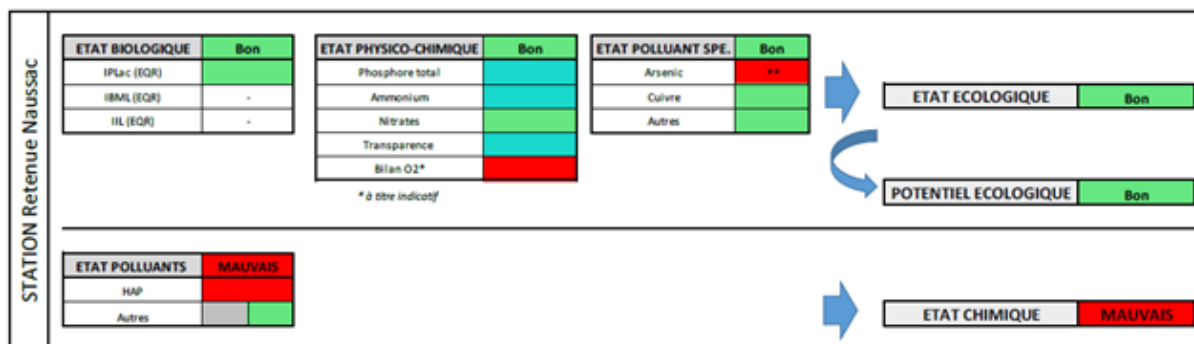 STATION Retenue Naussac
ETAT BIOLOGIQUE Bon
IPLac (EQR)
IBML (EQR) -
IIL (EQR) -
ETAT PHYSICO-CHIMIQUE Bon
Phosphore total
Ammonium
Nitrates
Transparence
Bilan O2*
* à titre indicatif
ETAT POLLUANT SPE. Bon
Arsenic **
Cuivre
Autres
ETAT ECOLOGIQUE Bon
POTENTIEL ECOLOGIQUE Bon
ETAT POLLUANTS MAUVAIS
HAP
Autres
ETAT CHIMIQUE MAUVAIS